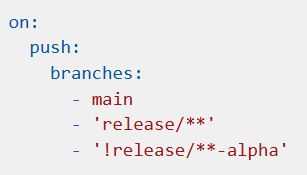 on:
  push:
    branches:
      - main
      - 'release/**'
      - '!release/**-alpha'